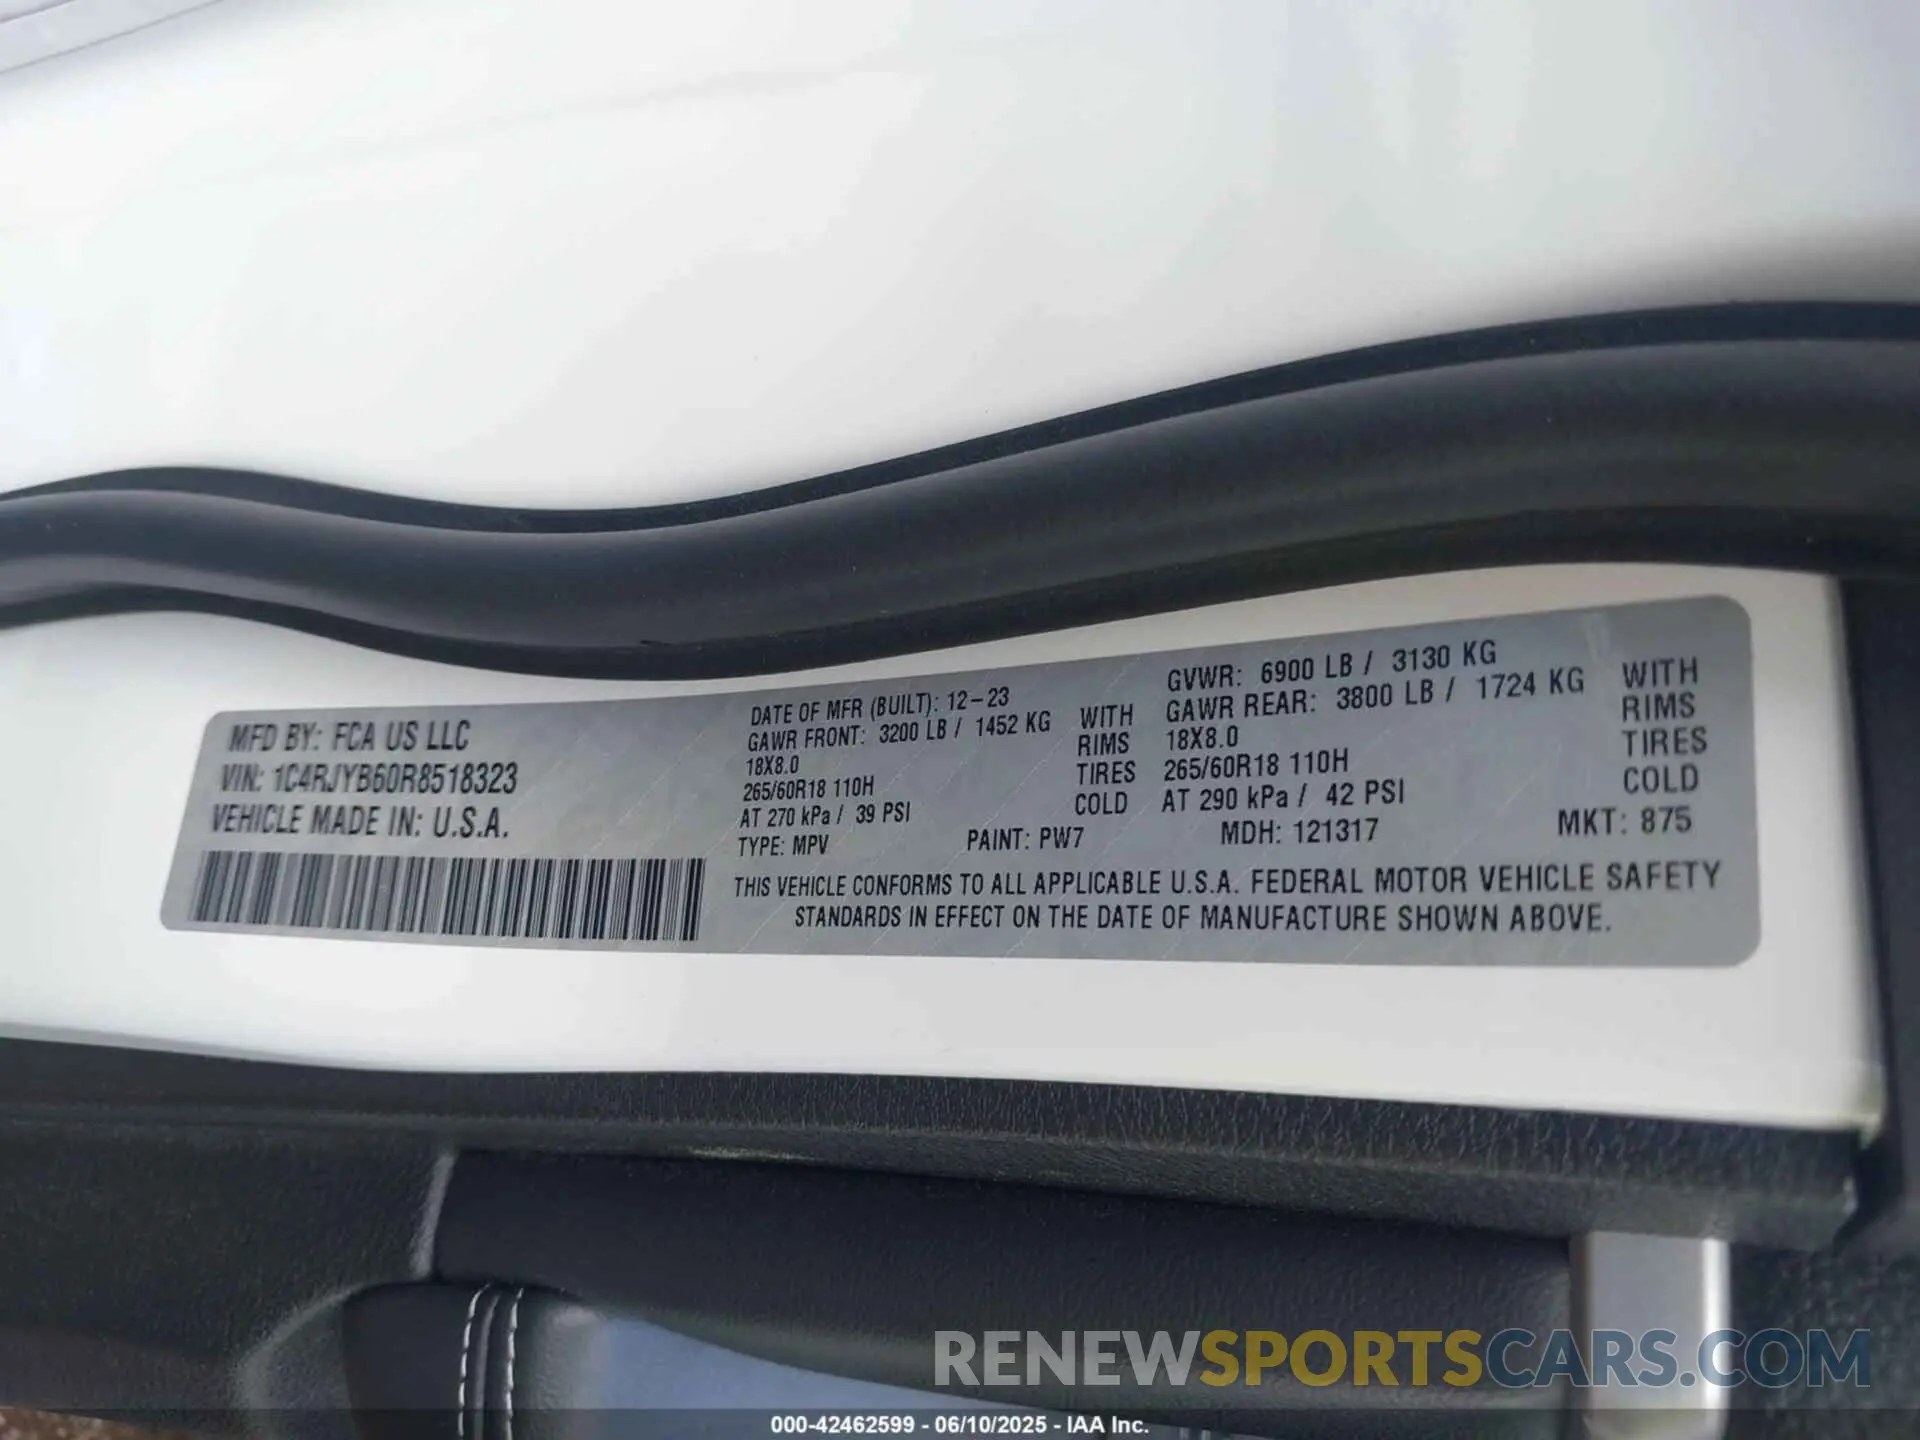 MFD BY: FCA US LLC
VIN: 1C4RJYB60R8518323
VEHICLE MADE IN: U.S.A.
DATE OF MFR (BUILT): 12-23
GAWR FRONT: 3200 LB / 1452 KG
18X8.0
265/60R18 110H
AT 270 kPa / 39 PSI
WITH
RIMS
TIRES
COLD
GVWR: 6900 LB / 3130 KG
GAWR REAR: 3800 LB / 1724 KG
18X8.0
265/60R18 110H
AT 290 kPa / 42 PSI
WITH
RIMS
TIRES
COLD
TYPE: MPV PAINT: PW7 MDH: 121317 MKT: 875
THIS VEHICLE CONFORMS TO ALL APPLICABLE U.S.A. FEDERAL MOTOR VEHICLE SAFETY
STANDARDS IN EFFECT ON THE DATE OF MANUFACTURE SHOWN ABOVE.
RENEWSPORTSCARS.COM
000-42462599 - 06/10/2025 - IAA Inc.